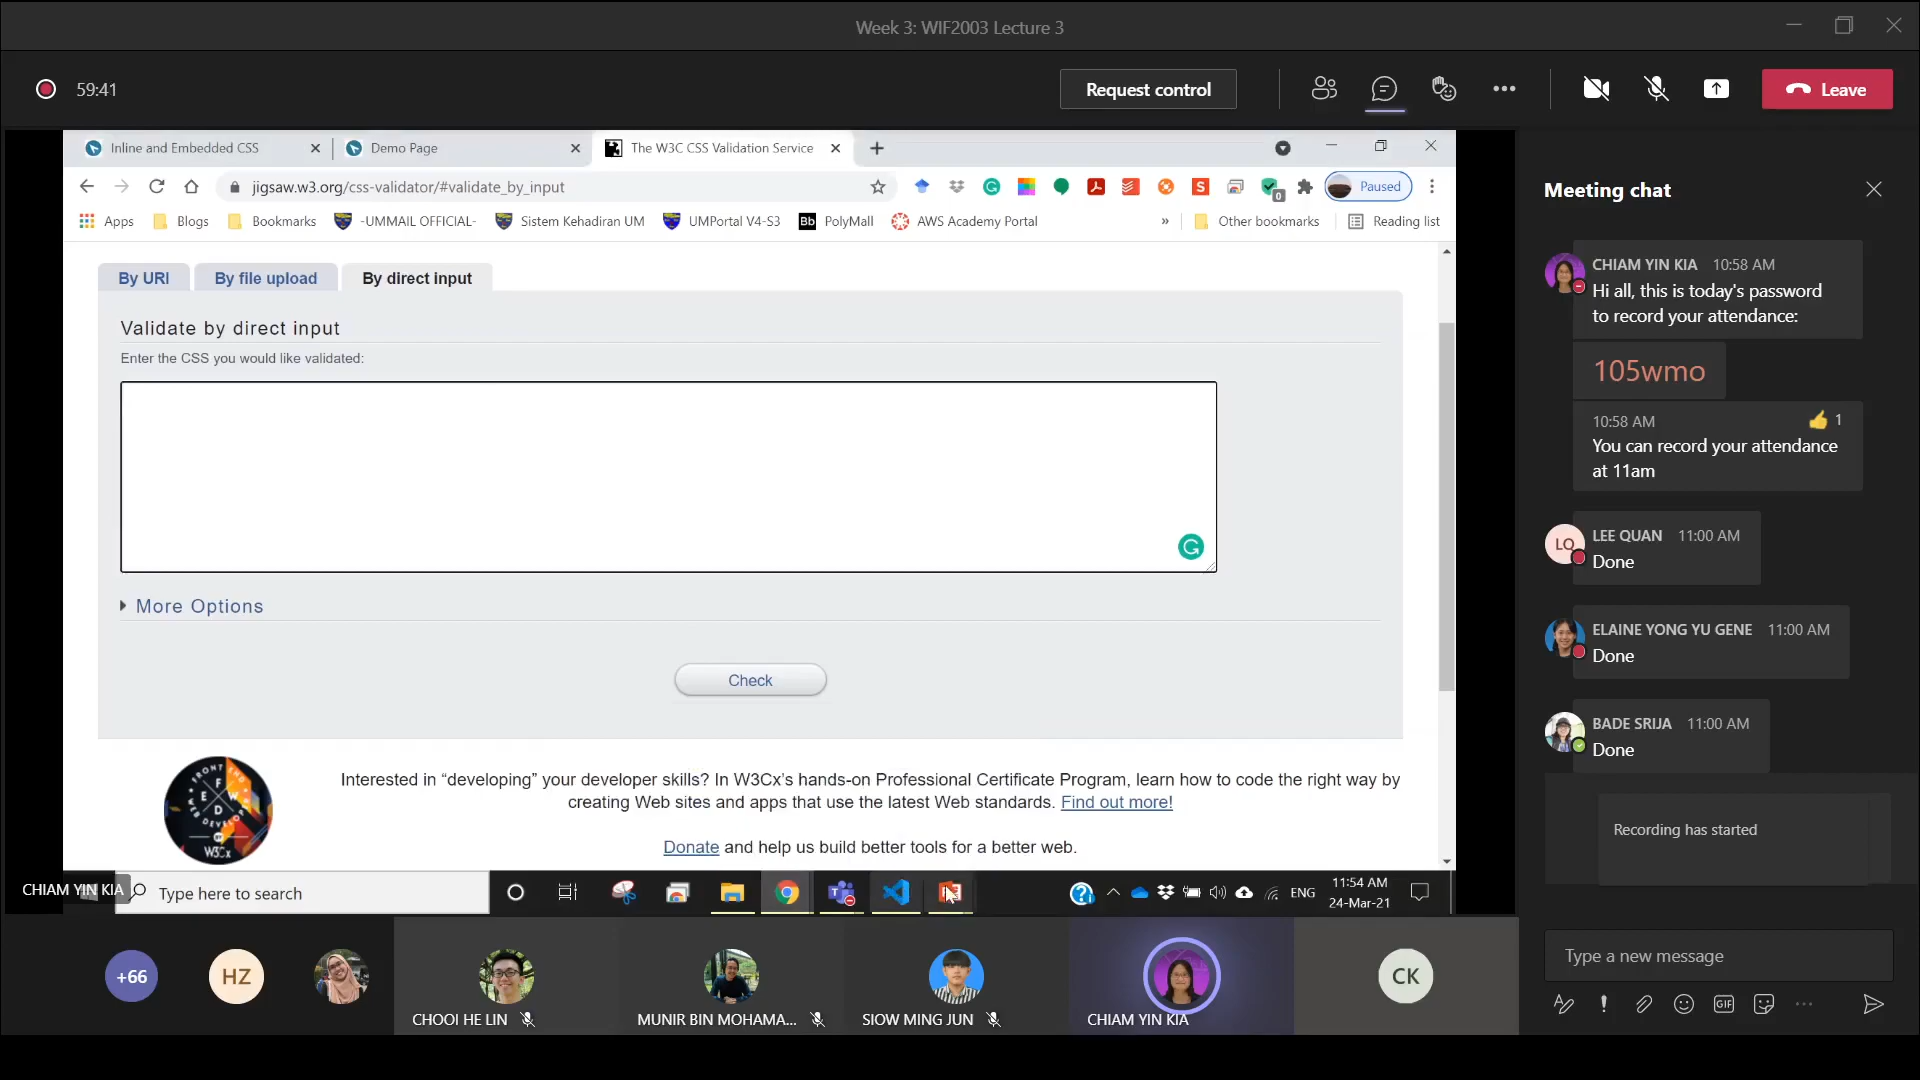 Week 3: WIF2003 Lecture 3
59:41
Request control
Leave
Inline and Embedded CSS
Demo Page
The W3C CSS Validation Service
jigsaw.w3.org/css-validator/#validate_by_input
Paused
Apps
Blogs
Bookmarks
-UMMAIL OFFICIAL-
Sistem Kehadiran UM
UMPortal V4-S3
Bb PolyMall
AWS Academy Portal
»
Other bookmarks
Reading list
By URI
By file upload
By direct input
Validate by direct input
Enter the CSS you would like validated:
More Options
Check
Interested in “developing” your developer skills? In W3Cx’s hands-on Professional Certificate Program, learn how to code the right way by
creating Web sites and apps that use the latest Web standards. Find out more!
Donate and help us build better tools for a better web.
CHIAM YIN KIA
Type here to search
ENG
11:54 AM
24-Mar-21
+66
HZ
CHOOI HE LIN
MUNIR BIN MOHAMA...
SIOW MING JUN
CHIAM YIN KIA
CK
Meeting chat
CHIAM YIN KIA 10:58 AM
Hi all, this is today's password
to record your attendance:
105wmo
10:58 AM
1
You can record your attendance
at 11am
LQ
LEE QUAN 11:00 AM
Done
ELAINE YONG YU GENE 11:00 AM
Done
BADE SRIJA 11:00 AM
Done
Recording has started
Type a new message
GIF